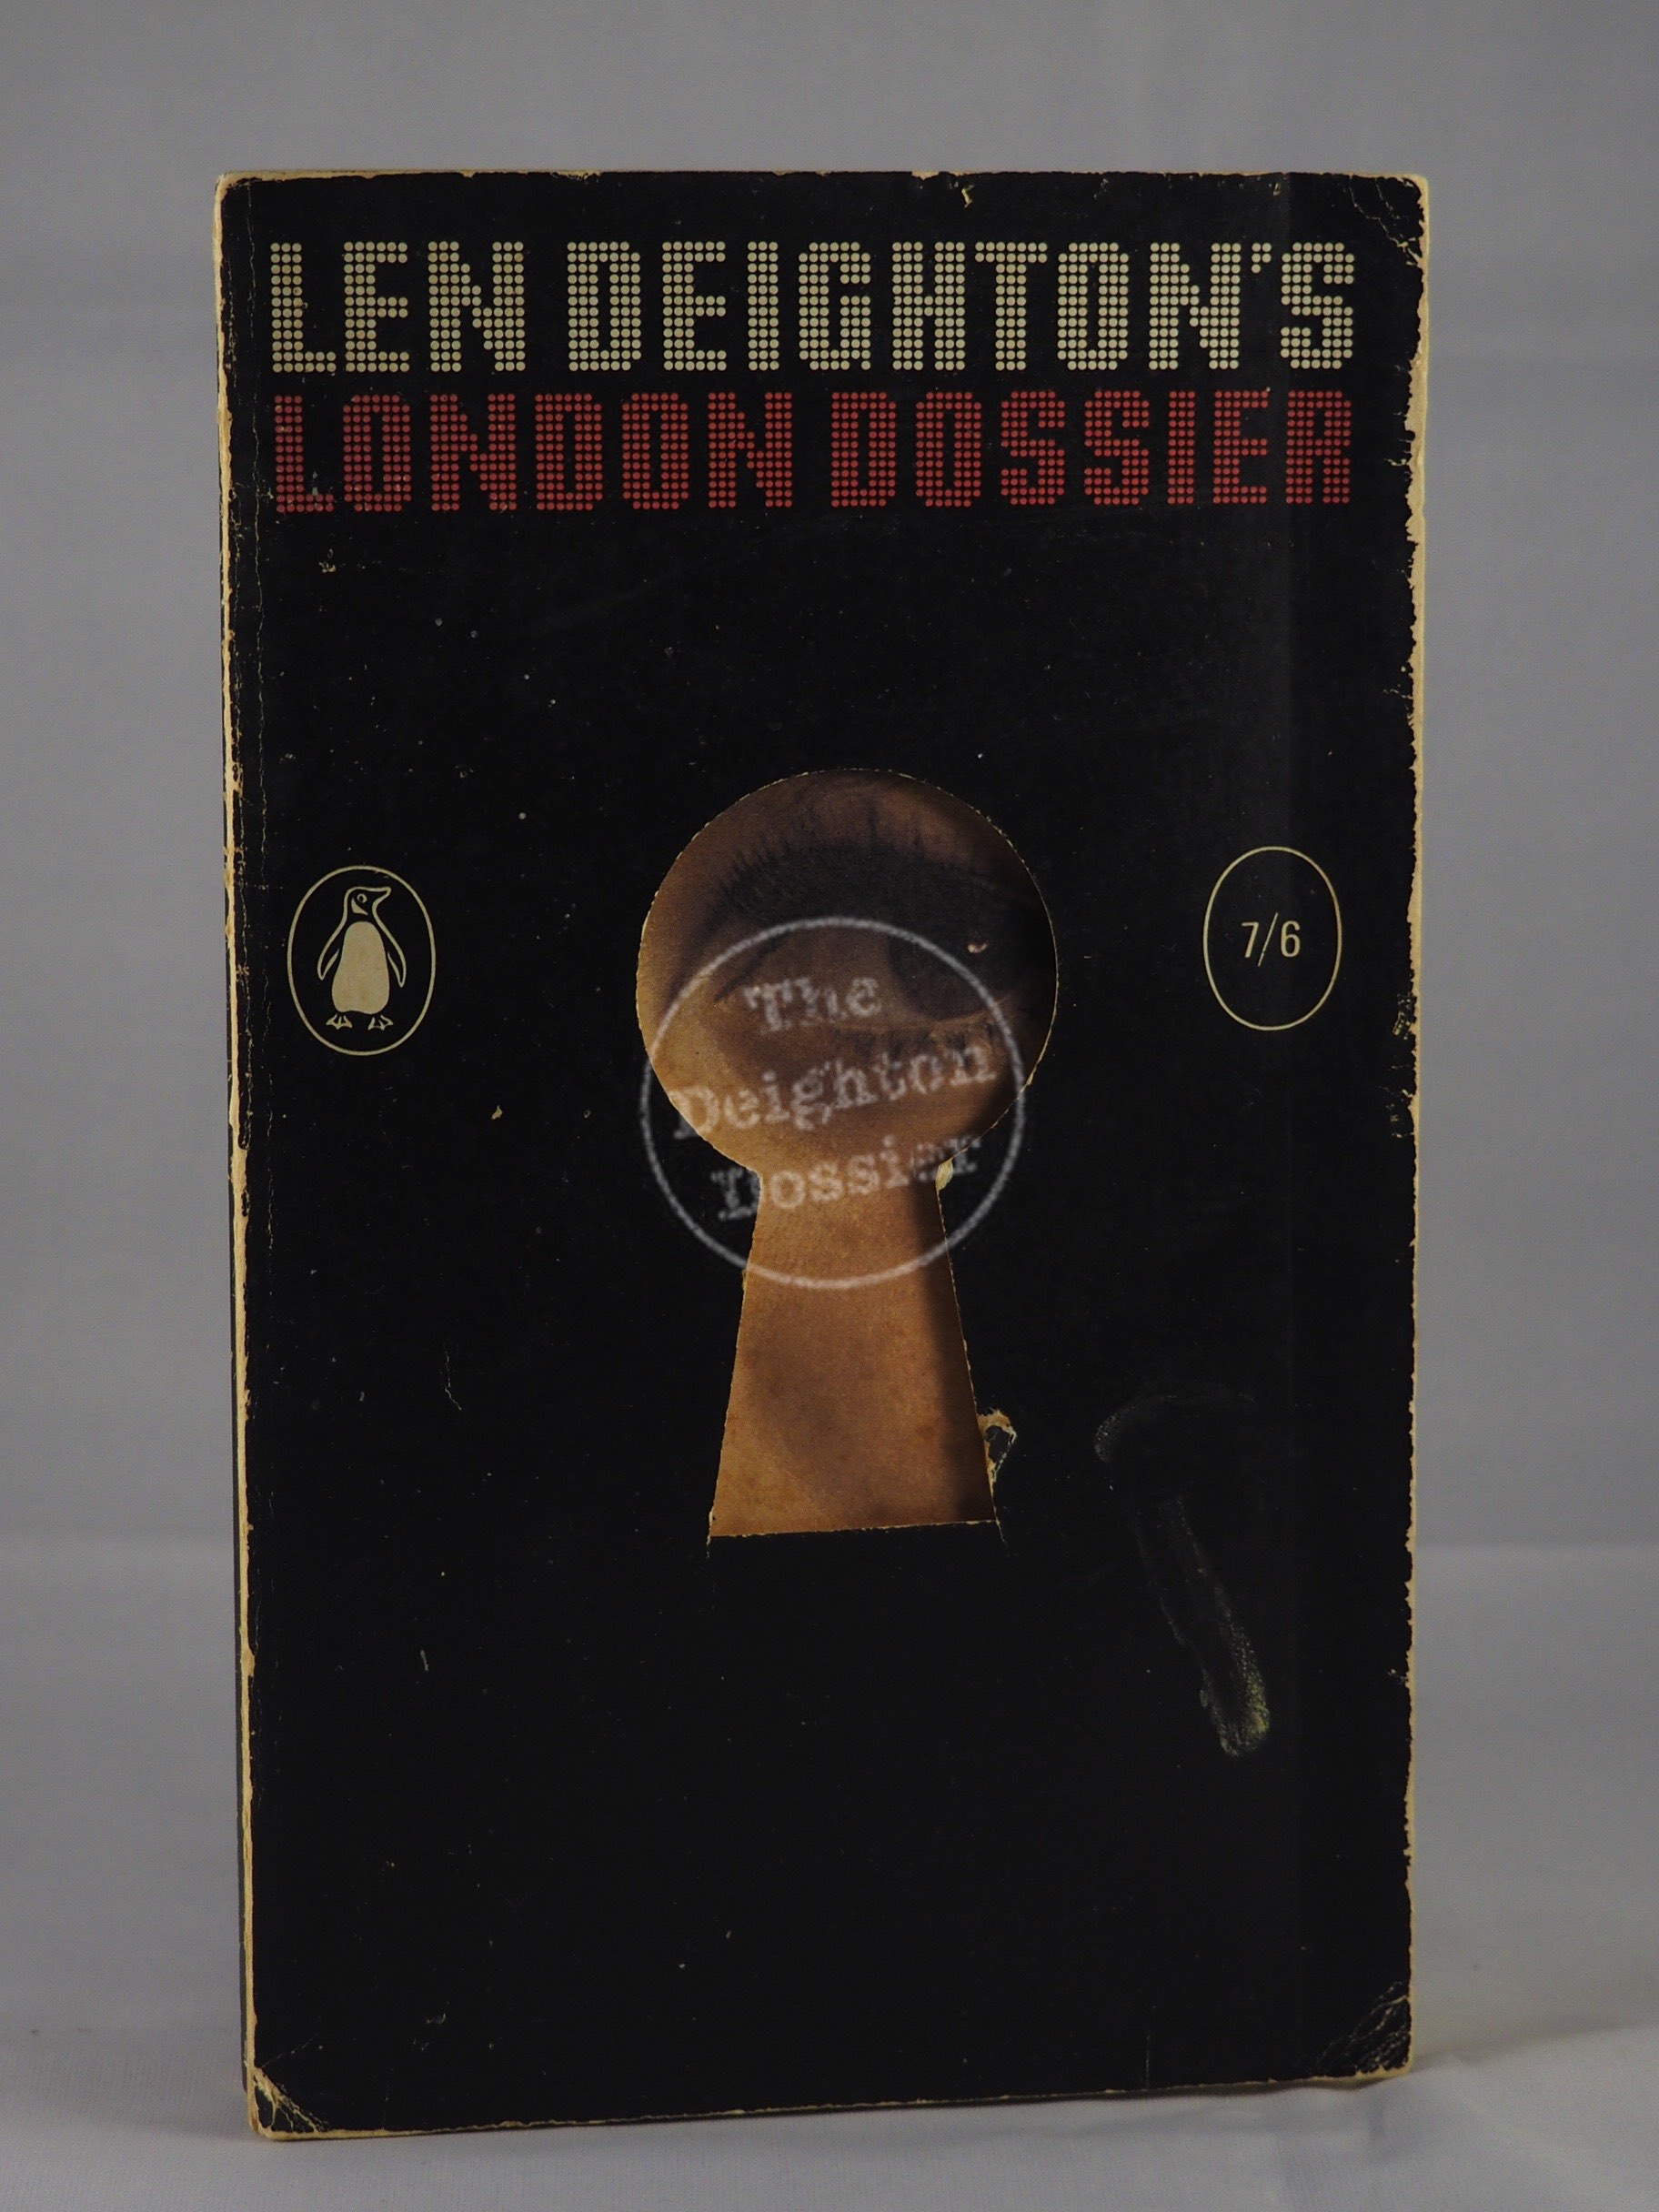 LEN DEIGHTON'S
LONDON DOSSIER
7/6
The
Deighton
Dossier